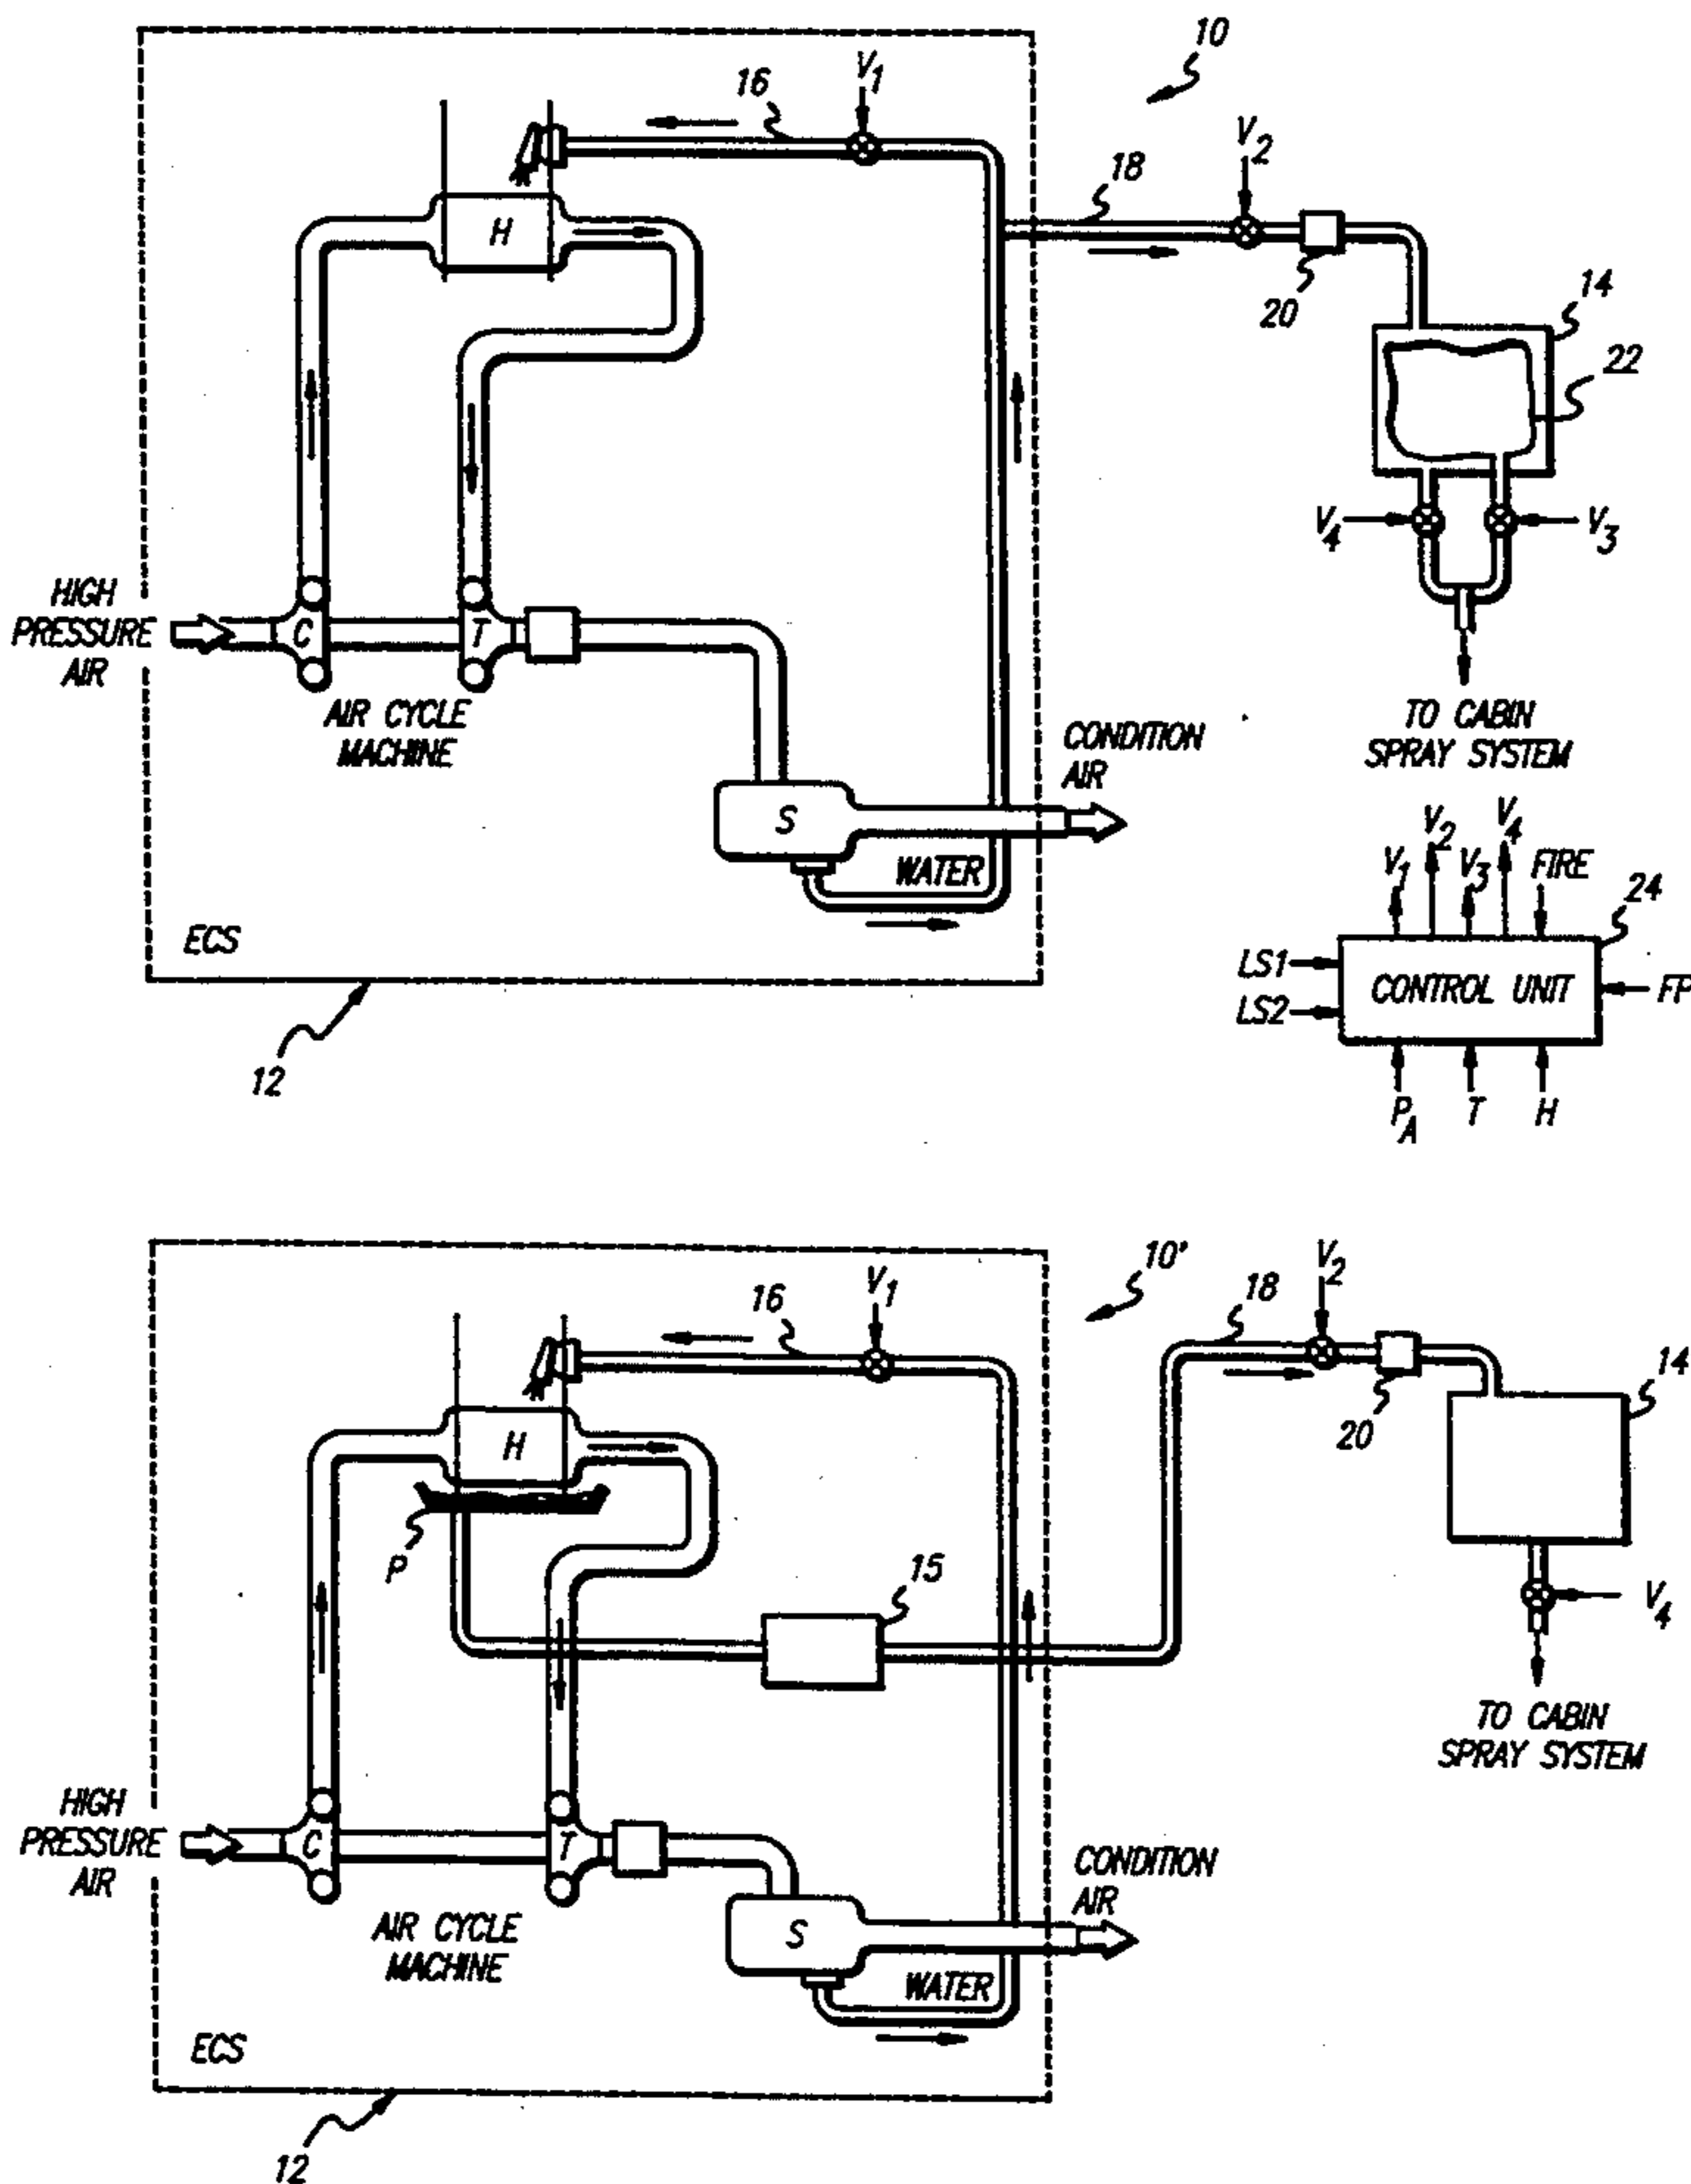 10
V1
16
V2
18
H
20
14
22
V4
V3
HIGH
PRESSURE
AIR
C
T
AIR CYCLE
MACHINE
TO CABIN
SPRAY SYSTEM
CONDITION
AIR
S
WATER
ECS
12
V1
V2
V3
V4
FIRE
24
LS1
LS2
CONTROL UNIT
FP
PA
T
H
10'
V1
16
V2
18
14
20
H
P
15
V4
TO CABIN
SPRAY SYSTEM
HIGH
PRESSURE
AIR
C
T
AIR CYCLE
MACHINE
CONDITION
AIR
S
WATER
ECS
12